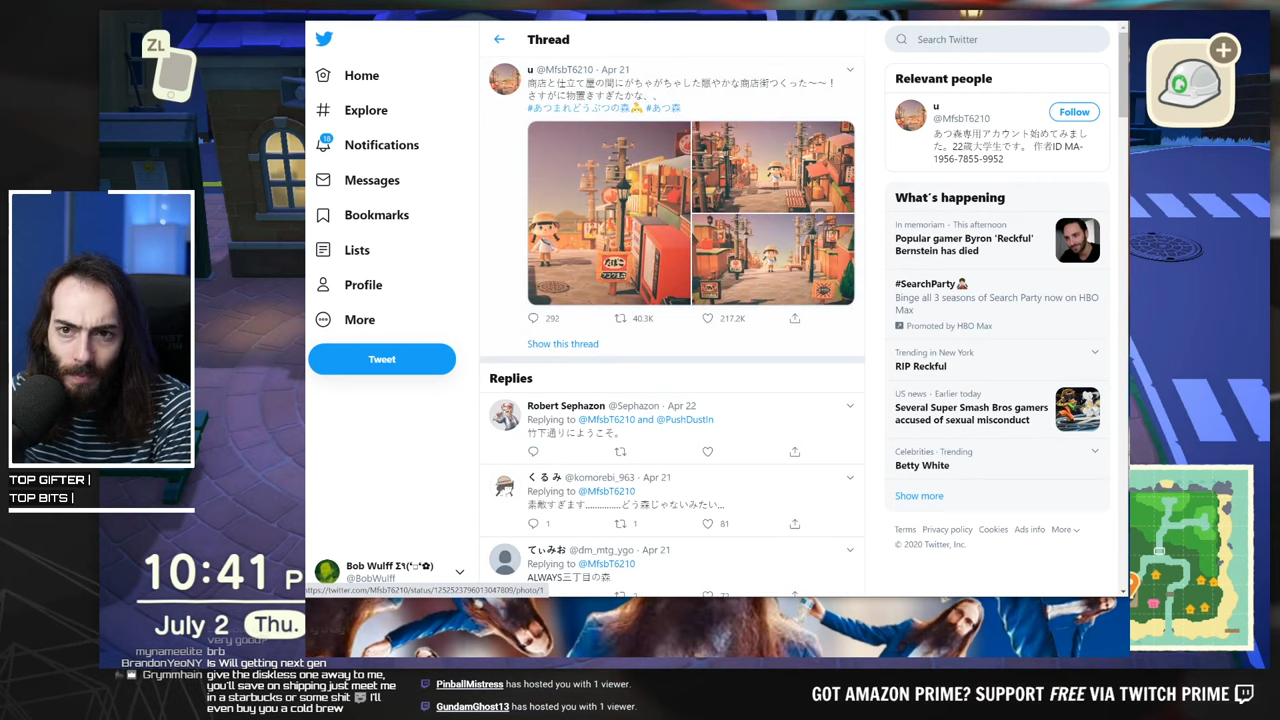 ZL
Home
Explore
18
Notifications
Messages
Bookmarks
Lists
Profile
More
Tweet
Bob Wulff Σ٩(
@BobWulff
https://twitter.com/MfsbT6210/status/1252523796013047809/photo/1
Thread
u @MfsbT6210 · Apr 21
商店と仕立て屋の間にがちゃがちゃした賑やかな商店街つくった〜〜！
さすがに物置きすぎたかな、、
#あつまれどうぶつの森 #あつ森
たばこ
292 40.3K 217.2K
Show this thread
Replies
Robert Sephazon @Sephazon · Apr 22
Replying to @MfsbT6210 and @PushDustIn
竹下通りにようこそ。
くるみ @komorebi_963 · Apr 21
Replying to @MfsbT6210
素敵すぎます..............どう森じゃないみたい...
1 1 81
てぃみお @dm_mtg_ygo · Apr 21
Replying to @MfsbT6210
ALWAYS三丁目の森
Search Twitter
Relevant people
u
@MfsbT6210
Follow
あつ森専用アカウント始めてみまし
た。22歳大学生です。 作者ID MA-
1956-7855-9952
What's happening
In memoriam · This afternoon
Popular gamer Byron 'Reckful'
Bernstein has died
#SearchParty
Binge all 3 seasons of Search Party now on HBO
Max
Promoted by HBO Max
Trending in New York
RIP Reckful
US news · Earlier today
Several Super Smash Bros gamers
accused of sexual misconduct
Celebrities · Trending
Betty White
Show more
Terms Privacy policy Cookies Ads info More
© 2020 Twitter, Inc.
TOP GIFTER |
TOP BITS |
10:41 P
July 2 Thu.
very good?
mynameelite brb
BrandonYeoNY Is Will getting next gen
Grymmhain give the diskless one away to me,
you'll save on shipping just meet me
in a starbucks or some shit I'll
even buy you a cold brew
PinballMistress has hosted you with 1 viewer.
GundamGhost13 has hosted you with 1 viewer.
GOT AMAZON PRIME? SUPPORT FREE VIA TWITCH PRIME